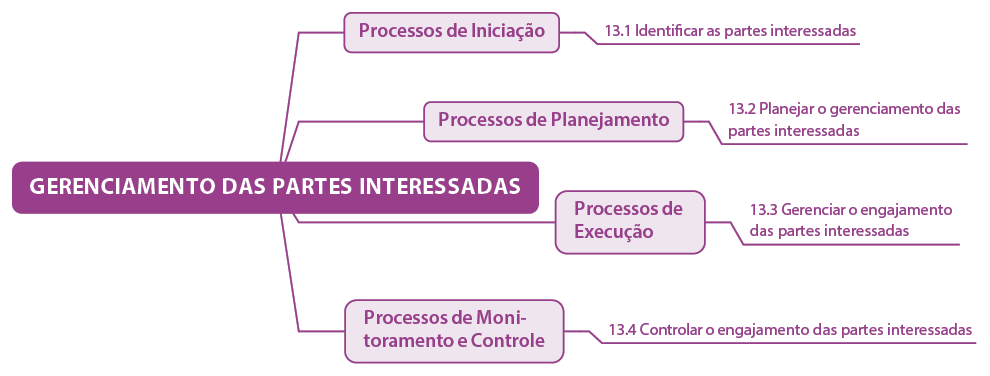 Processos de Iniciação
13.1 Identificar as partes interessadas
Processos de Planejamento
13.2 Planejar o gerenciamento das
partes interessadas
GERENCIAMENTO DAS PARTES INTERESSADAS
Processos de
Execução
13.3 Gerenciar o engajamento
das partes interessadas
Processos de Moni-
toramento e Controle
13.4 Controlar o engajamento das partes interessadas